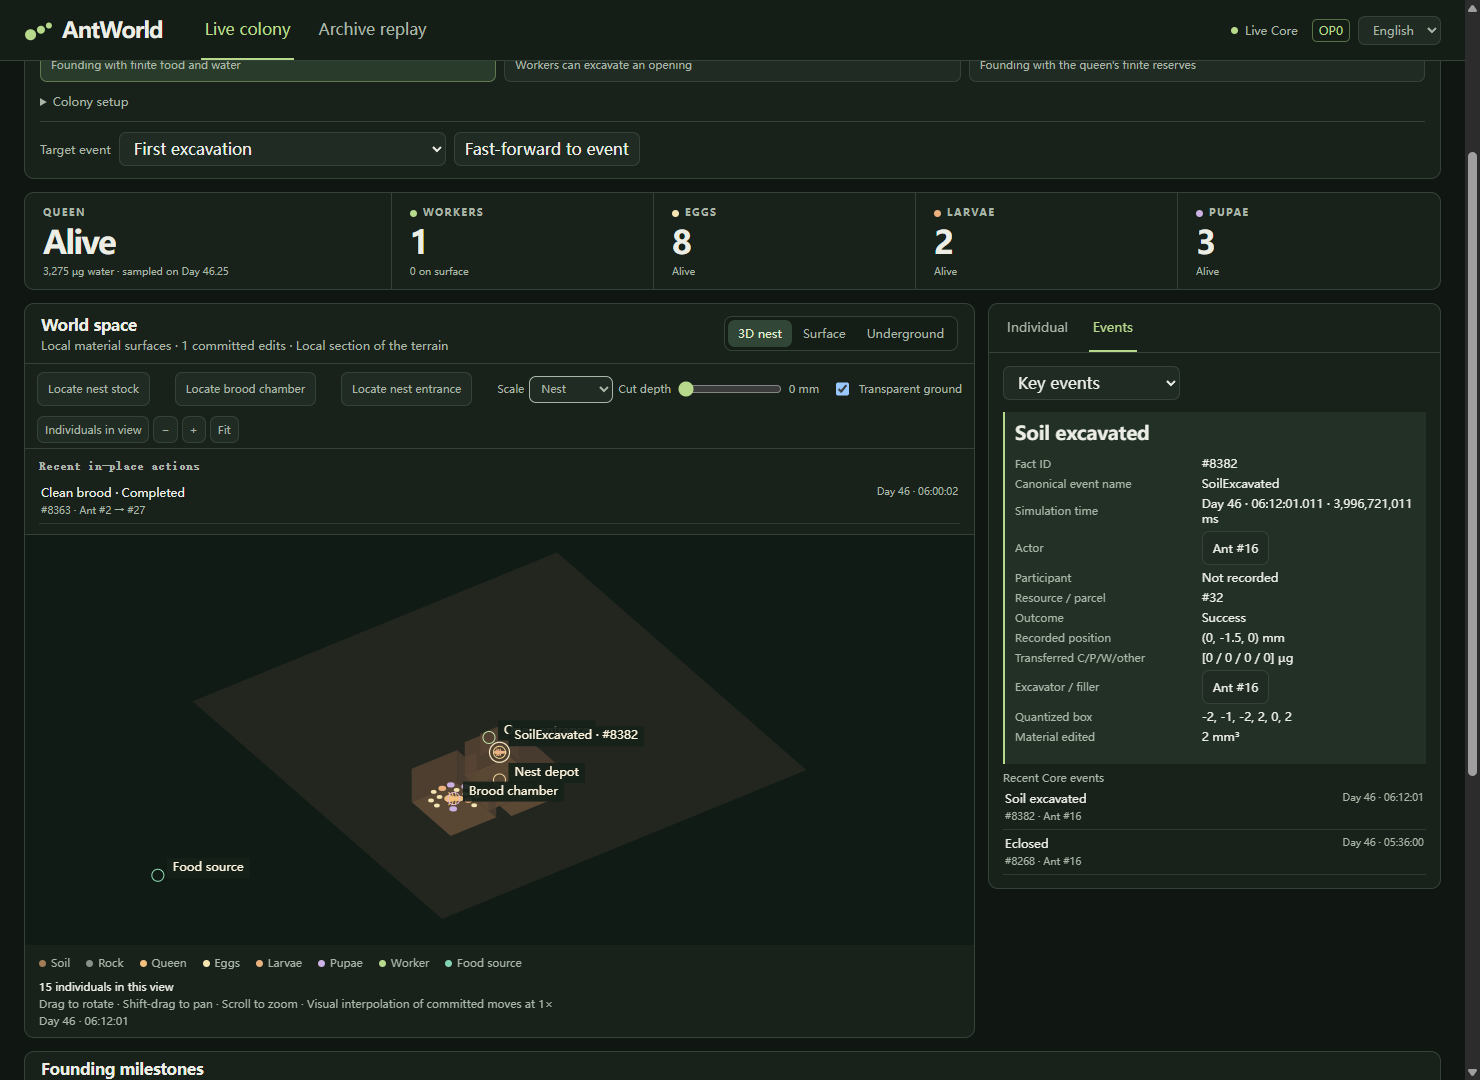 AntWorld
Live colony
Archive replay
Live Core
OP0
English
Founding with finite food and water
Workers can excavate an opening
Founding with the queen's finite reserves
Colony setup
Target event
First excavation
Fast-forward to event
QUEEN
Alive
3,275 µg water · sampled on Day 46.25
WORKERS
1
0 on surface
EGGS
8
Alive
LARVAE
2
Alive
PUPAE
3
Alive
World space
Local material surfaces · 1 committed edits · Local section of the terrain
3D nest
Surface
Underground
Locate nest stock
Locate brood chamber
Locate nest entrance
Scale
Nest
Cut depth
0 mm
Transparent ground
Individuals in view
−
+
Fit
Recent in-place actions
Clean brood · Completed
Day 46 · 06:00:02
#8363 · Ant #2 → #27
SoilExcavated · #8382
Nest depot
Brood chamber
Food source
Soil
Rock
Queen
Eggs
Larvae
Pupae
Worker
Food source
15 individuals in this view
Drag to rotate · Shift-drag to pan · Scroll to zoom · Visual interpolation of committed moves at 1×
Day 46 · 06:12:01
Individual
Events
Key events
Soil excavated
Fact ID
#8382
Canonical event name
SoilExcavated
Simulation time
Day 46 · 06:12:01.011 · 3,996,721,011
ms
Actor
Ant #16
Participant
Not recorded
Resource / parcel
#32
Outcome
Success
Recorded position
(0, -1.5, 0) mm
Transferred C/P/W/other
[0 / 0 / 0 / 0] µg
Excavator / filler
Ant #16
Quantized box
-2, -1, -2, 2, 0, 2
Material edited
2 mm³
Recent Core events
Soil excavated
Day 46 · 06:12:01
#8382 · Ant #16
Eclosed
Day 46 · 05:36:00
#8268 · Ant #16
Founding milestones